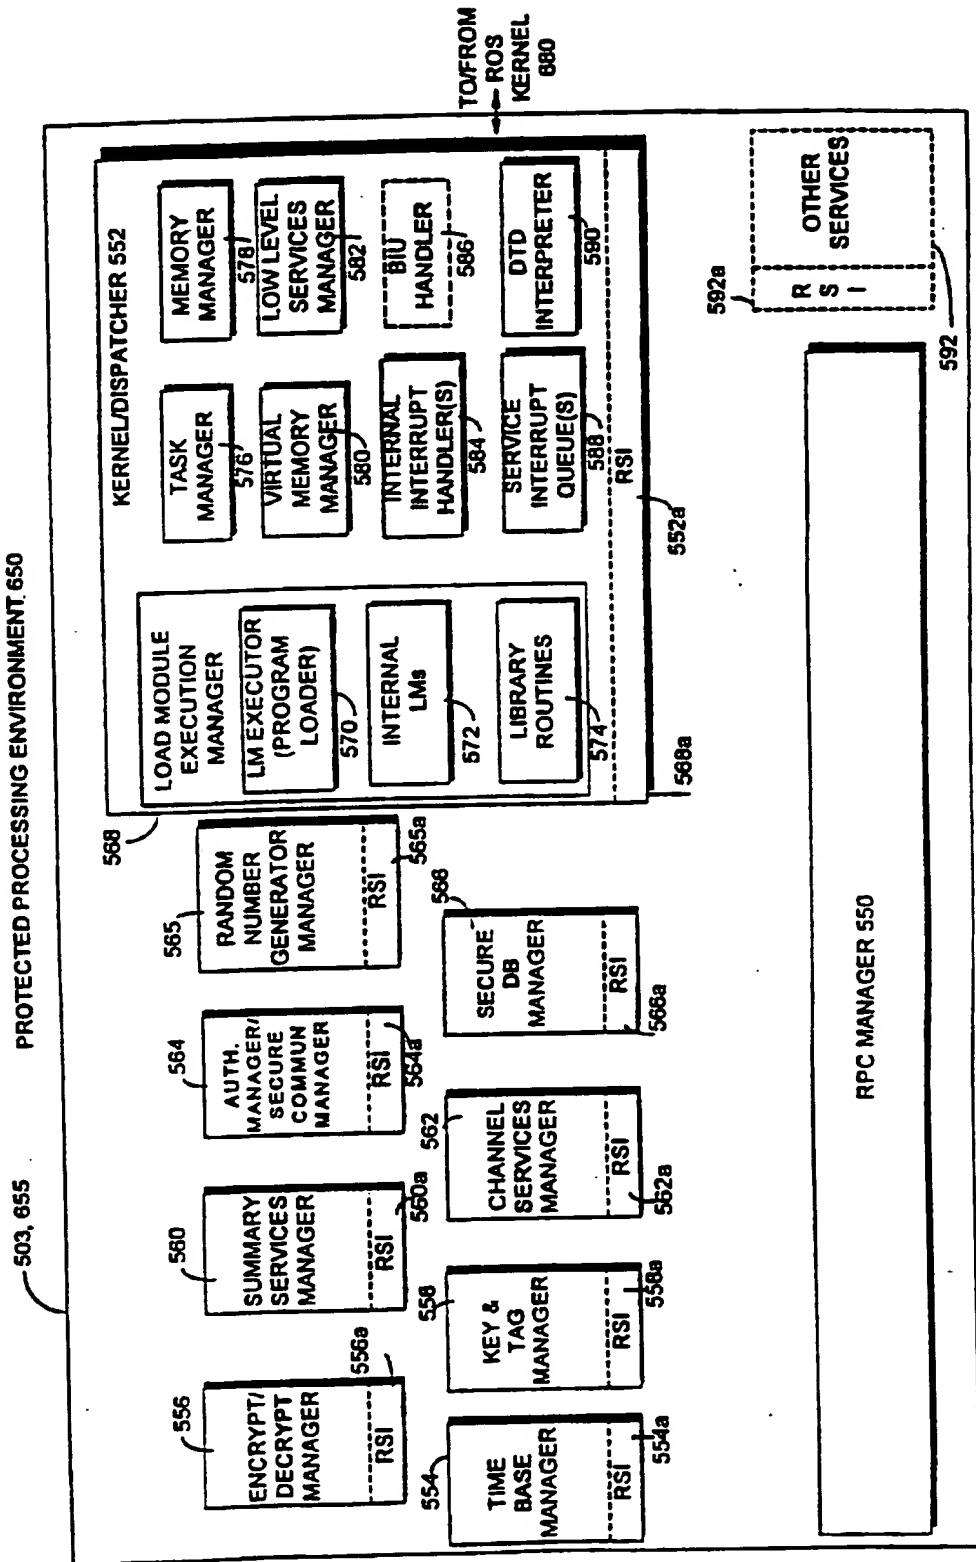 PROTECTED PROCESSING ENVIRONMENT 650
503, 655
TO/FROM
ROS
KERNEL
680
KERNEL/DISPATCHER 552
568
LOAD MODULE
EXECUTION
MANAGER
LM EXECUTOR
(PROGRAM
LOADER)
570
INTERNAL
LMs
572
LIBRARY
ROUTINES
574
568a
TASK
MANAGER
576
MEMORY
MANAGER
578
VIRTUAL
MEMORY
MANAGER
580
LOW LEVEL
SERVICES
MANAGER
582
INTERNAL
INTERRUPT
HANDLER(S)
584
BIU
HANDLER
586
SERVICE
INTERRUPT
QUEUE(S)
588
DTD
INTERPRETER
590
RSI
552a
556
ENCRYPT/
DECRYPT
MANAGER
RSI
556a
560
SUMMARY
SERVICES
MANAGER
RSI
560a
564
AUTH.
MANAGER/
SECURE
COMMUN
MANAGER
RSI
564a
565
RANDOM
NUMBER
GENERATOR
MANAGER
RSI
565a
554
TIME
BASE
MANAGER
RSI
554a
558
KEY &
TAG
MANAGER
RSI
558a
562
CHANNEL
SERVICES
MANAGER
RSI
562a
566
SECURE
DB
MANAGER
RSI
566a
592a
RSI
OTHER
SERVICES
592
RPC MANAGER 550